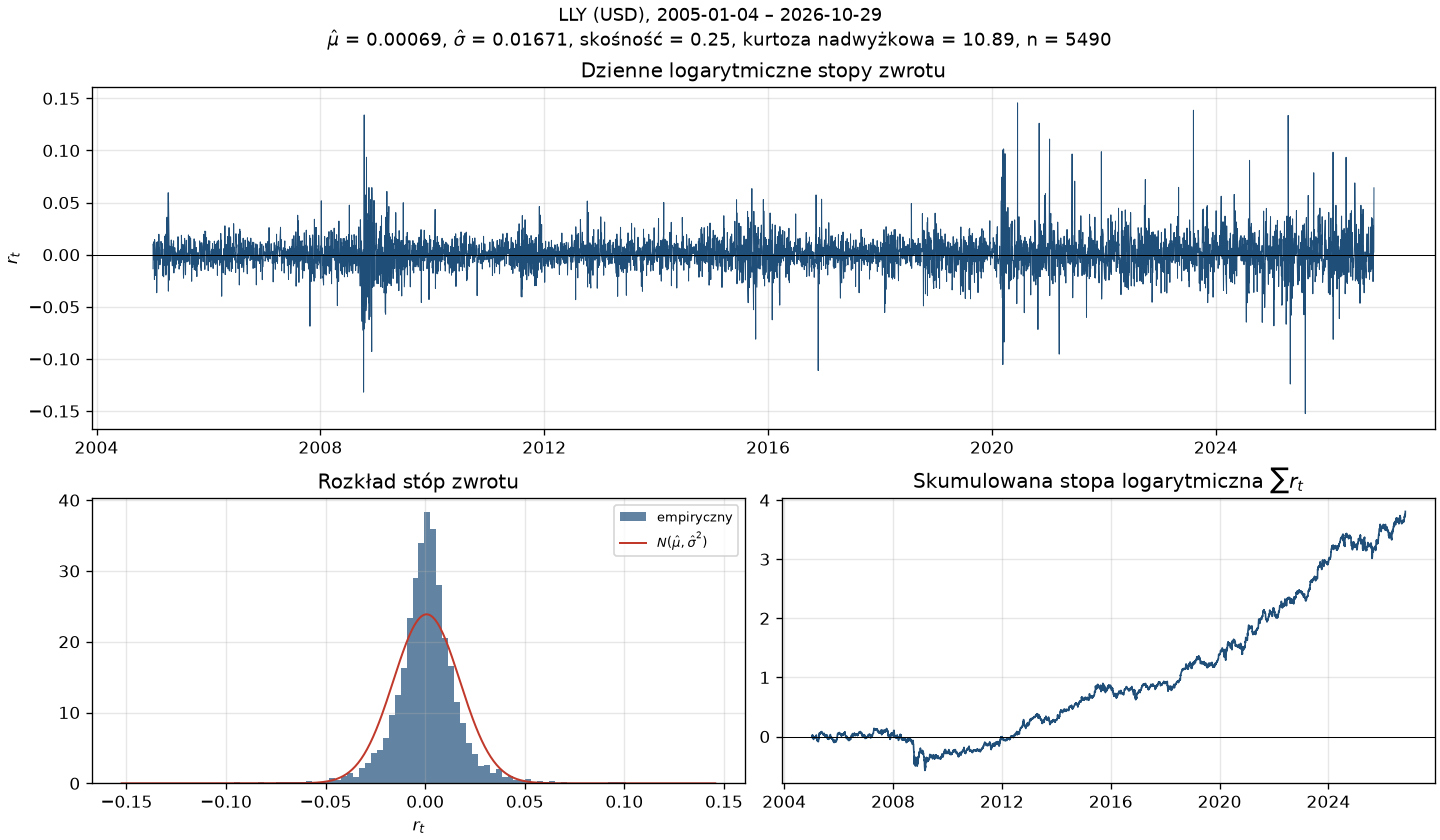 LLY (USD), 2005-01-04 – 2026-10-29
μ̂ = 0.00069, σ̂ = 0.01671, skośność = 0.25, kurtoza nadwyżkowa = 10.89, n = 5490
Dzienne logarytmiczne stopy zwrotu
0.15
0.10
0.05
0.00
−0.05
−0.10
−0.15
r_t
2004 2008 2012 2016 2020 2024
Rozkład stóp zwrotu
40
30
20
10
0
empiryczny
N(μ̂, σ̂²)
−0.15 −0.10 −0.05 0.00 0.05 0.10 0.15
r_t
Skumulowana stopa logarytmiczna ∑r_t
4
3
2
1
0
2004 2008 2012 2016 2020 2024